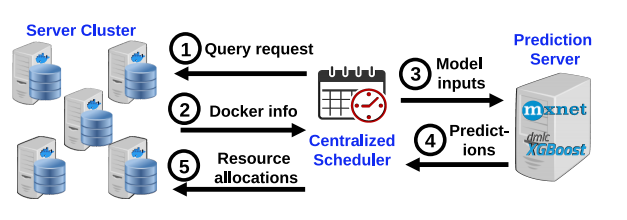 Server Cluster
1 Query request
2 Docker info
5 Resource
allocations
Centralized
Scheduler
3 Model
inputs
4 Predict-
ions
Prediction
Server
mxnet
dmlc
XGBoost